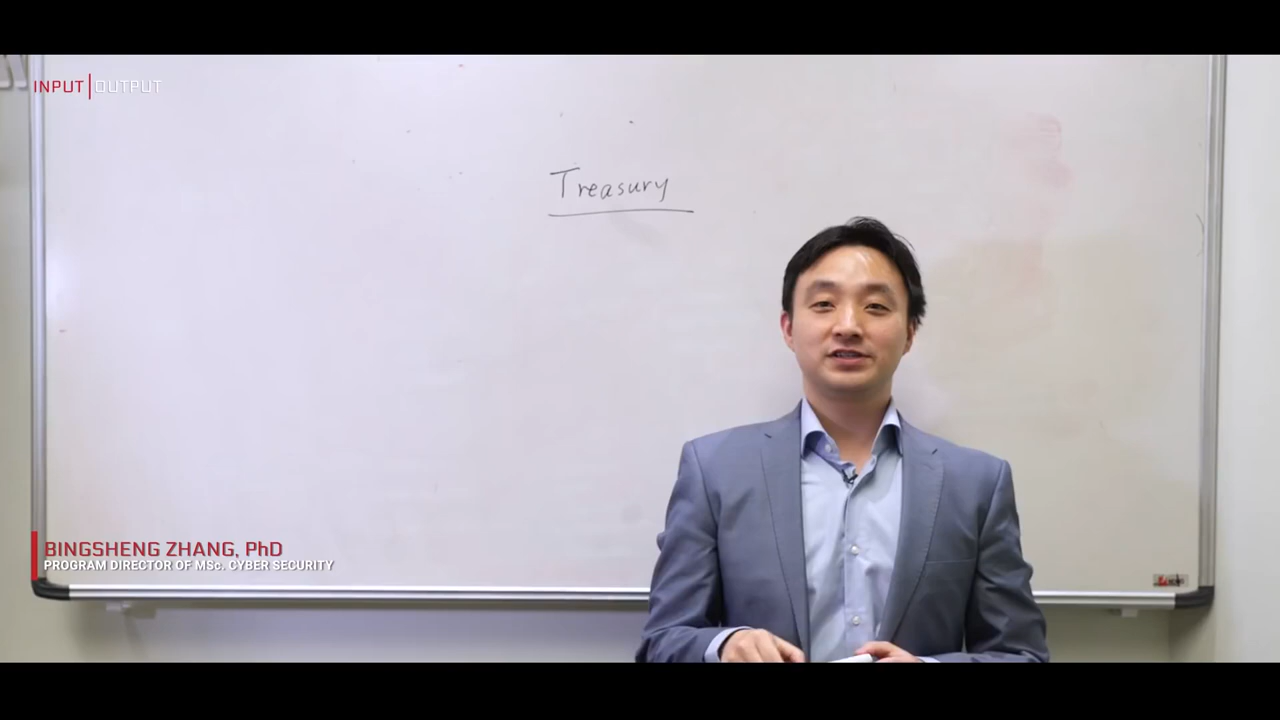 INPUT|OUTPUT
Treasury
BINGSHENG ZHANG, PhD
PROGRAM DIRECTOR OF MSc. CYBER SECURITY